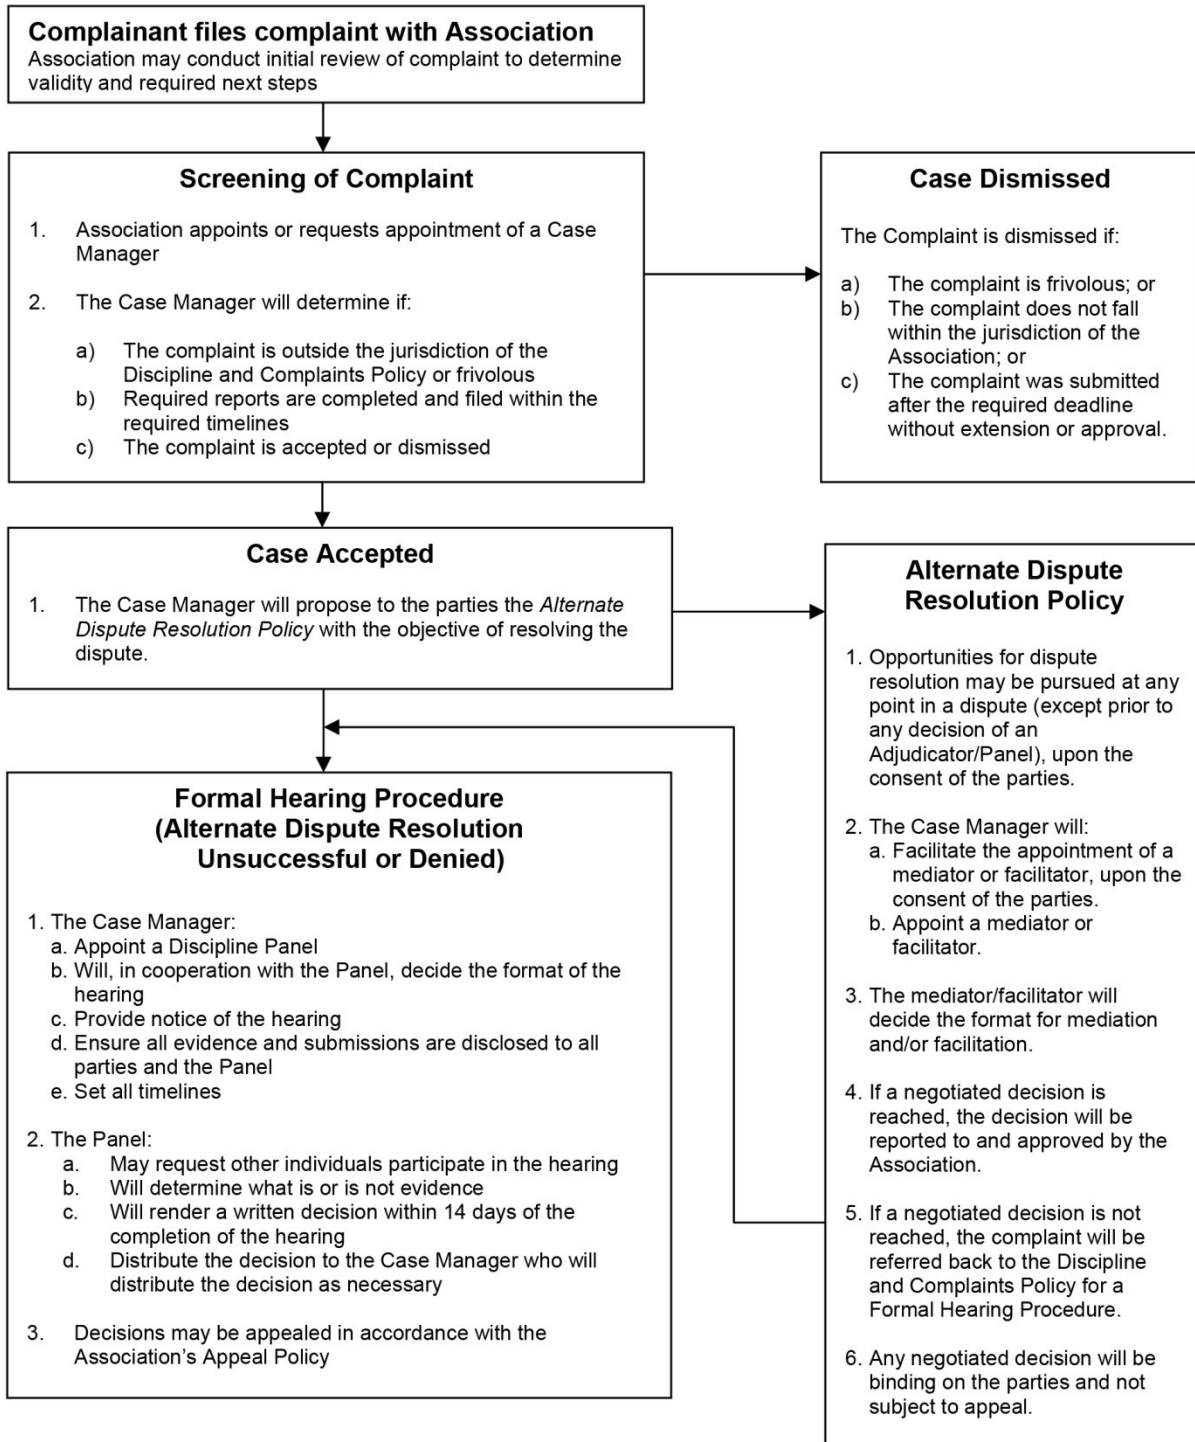 Complainant files complaint with Association
Association may conduct initial review of complaint to determine
validity and required next steps
Screening of Complaint
1. Association appoints or requests appointment of a Case
Manager
2. The Case Manager will determine if:
a) The complaint is outside the jurisdiction of the
Discipline and Complaints Policy or frivolous
b) Required reports are completed and filed within the
required timelines
c) The complaint is accepted or dismissed
Case Dismissed
The Complaint is dismissed if:
a) The complaint is frivolous; or
b) The complaint does not fall
within the jurisdiction of the
Association; or
c) The complaint was submitted
after the required deadline
without extension or approval.
Case Accepted
1. The Case Manager will propose to the parties the Alternate
Dispute Resolution Policy with the objective of resolving the
dispute.
Alternate Dispute
Resolution Policy
1. Opportunities for dispute
resolution may be pursued at any
point in a dispute (except prior to
any decision of an
Adjudicator/Panel), upon the
consent of the parties.
2. The Case Manager will:
a. Facilitate the appointment of a
mediator or facilitator, upon the
consent of the parties.
b. Appoint a mediator or
facilitator.
3. The mediator/facilitator will
decide the format for mediation
and/or facilitation.
4. If a negotiated decision is
reached, the decision will be
reported to and approved by the
Association.
5. If a negotiated decision is not
reached, the complaint will be
referred back to the Discipline
and Complaints Policy for a
Formal Hearing Procedure.
6. Any negotiated decision will be
binding on the parties and not
subject to appeal.
Formal Hearing Procedure
(Alternate Dispute Resolution
Unsuccessful or Denied)
1. The Case Manager:
a. Appoint a Discipline Panel
b. Will, in cooperation with the Panel, decide the format of the
hearing
c. Provide notice of the hearing
d. Ensure all evidence and submissions are disclosed to all
parties and the Panel
e. Set all timelines
2. The Panel:
a. May request other individuals participate in the hearing
b. Will determine what is or is not evidence
c. Will render a written decision within 14 days of the
completion of the hearing
d. Distribute the decision to the Case Manager who will
distribute the decision as necessary
3. Decisions may be appealed in accordance with the
Association's Appeal Policy